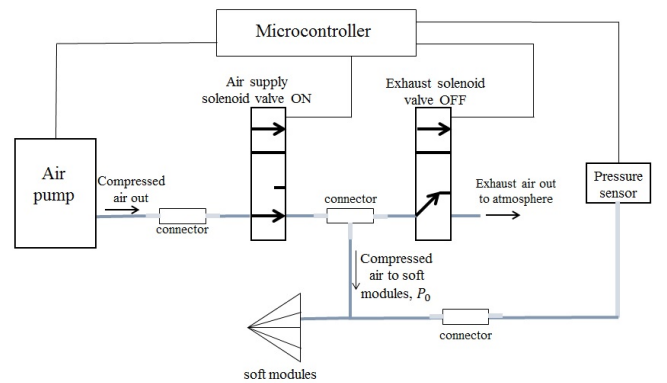 Microcontroller
Air supply
solenoid valve ON
Exhaust solenoid
valve OFF
Air
pump
Compressed
air out
connector
connector
Exhaust air out
to atmosphere
Pressure
sensor
Compressed
air to soft
modules, P₀
connector
soft modules